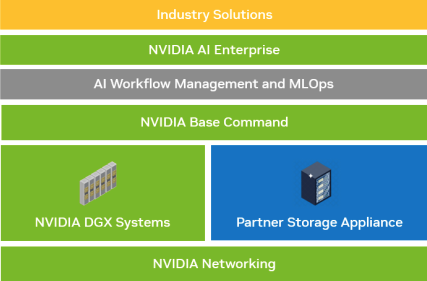 Industry Solutions
NVIDIA AI Enterprise
AI Workflow Management and MLOps
NVIDIA Base Command
NVIDIA DGX Systems
Partner Storage Appliance
NVIDIA Networking